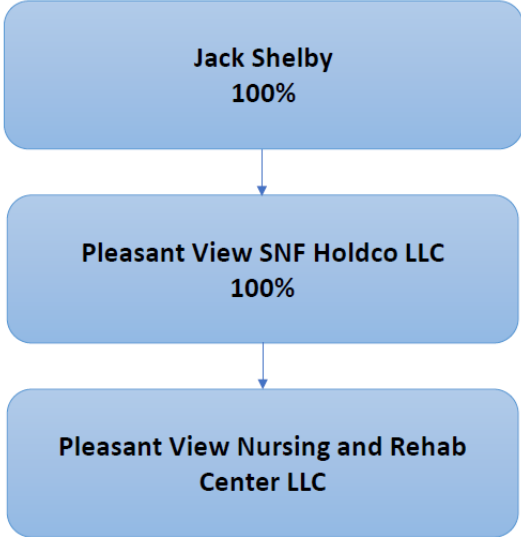 Jack Shelby
100%
Pleasant View SNF Holdco LLC
100%
Pleasant View Nursing and Rehab
Center LLC